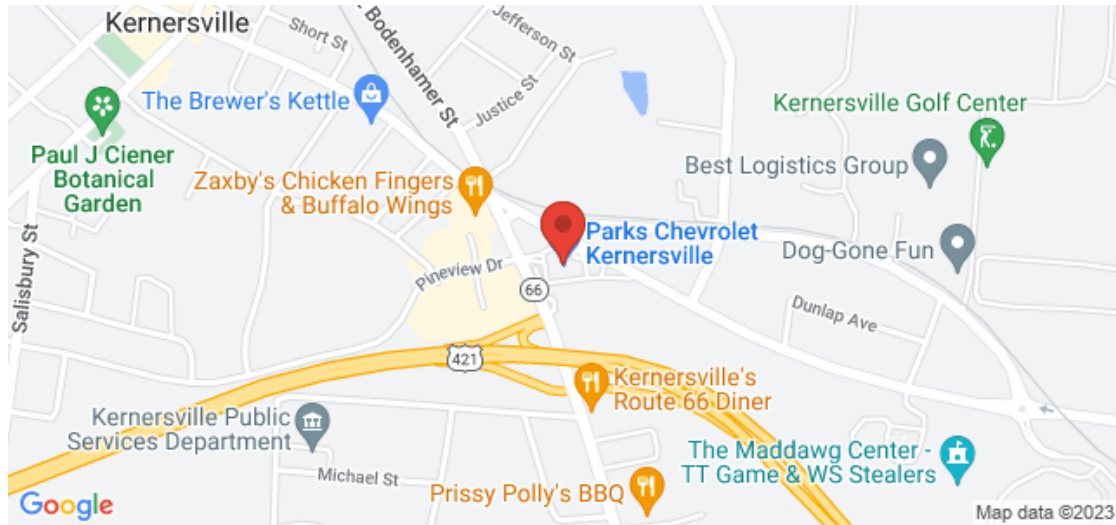 Kernersville
Short St
Bodenhamer St
Jefferson St
Justice St
The Brewer's Kettle
Kernersville Golf Center
Paul J Ciener
Botanical
Garden
Best Logistics Group
Zaxby's Chicken Fingers
& Buffalo Wings
Parks Chevrolet
Kernersville
Dog-Gone Fun
Salisbury St
Pineview Dr
66
Dunlap Ave
421
Kernersville's
Route 66 Diner
Kernersville Public
Services Department
The Maddawg Center -
TT Game & WS Stealers
Michael St
Prissy Polly's BBQ
Google
Map data ©2023